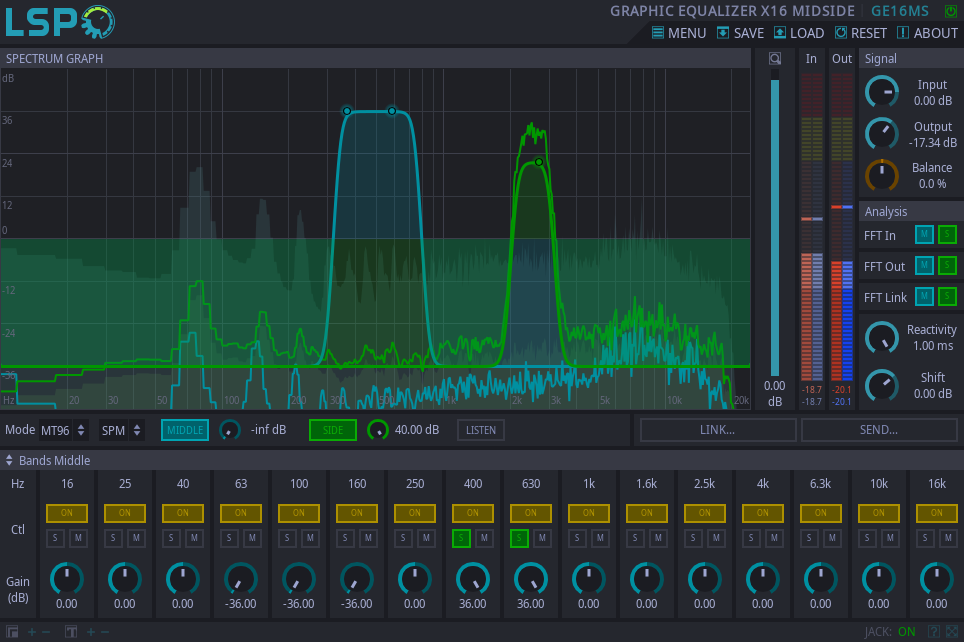 LSP GRAPHIC EQUALIZER X16 MIDSIDE GE16MS
MENU SAVE LOAD RESET ABOUT
SPECTRUM GRAPH In Out Signal
dB
36
24
12
0
-12
-24
-36
Hz 20 30 50 100 200 300 500 1k 2k 3k 5k 10k 20k
0.00
dB
-18.7 -20.1
-18.7 -20.1
Input
0.00 dB
Output
-17.34 dB
Balance
0.0 %
Analysis
FFT In M S
FFT Out M S
FFT Link M S
Reactivity
1.00 ms
Shift
0.00 dB
Mode MT96 SPM MIDDLE -inf dB SIDE 40.00 dB LISTEN LINK... SEND...
Bands Middle
Hz 16 25 40 63 100 160 250 400 630 1k 1.6k 2.5k 4k 6.3k 10k 16k
ON ON ON ON ON ON ON ON ON ON ON ON ON ON ON ON
Ctl S M S M S M S M S M S M S M S M S M S M S M S M S M S M S M S M
Gain
(dB) 0.00 0.00 0.00 -36.00 -36.00 -36.00 0.00 36.00 36.00 0.00 0.00 0.00 0.00 0.00 0.00 0.00
+ − T + − JACK: ON ?